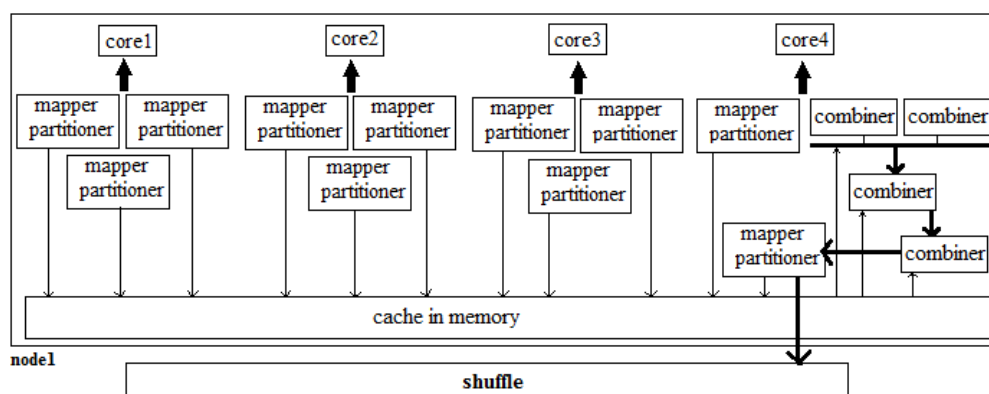 core1
core2
core3
core4
mapper
partitioner
mapper
partitioner
mapper
partitioner
mapper
partitioner
mapper
partitioner
mapper
partitioner
mapper
partitioner
combiner
combiner
mapper
partitioner
mapper
partitioner
mapper
partitioner
combiner
mapper
partitioner
combiner
cache in memory
node1
shuffle